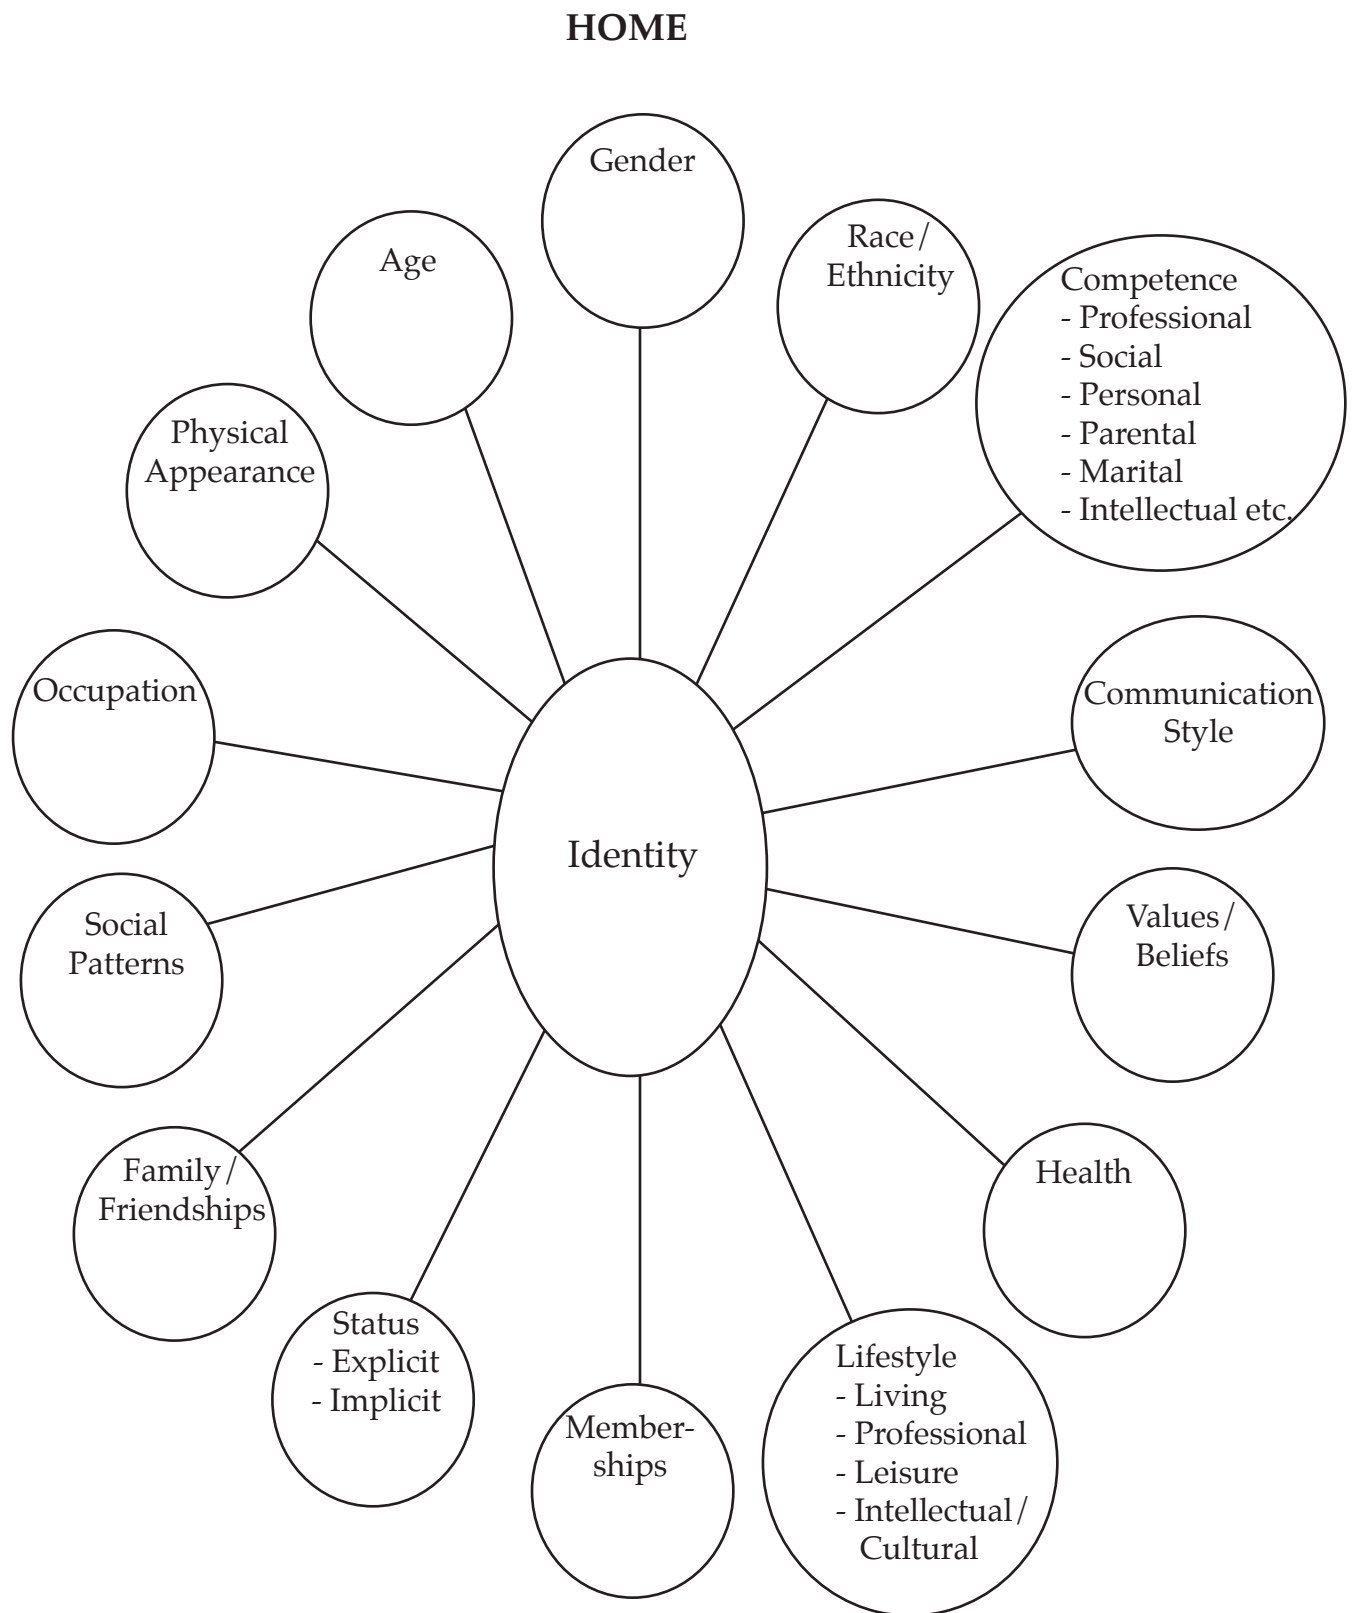 HOME
Gender
Race/
Ethnicity
Age
Competence
- Professional
- Social
- Personal
- Parental
- Marital
- Intellectual etc.
Physical
Appearance
Communication
Style
Occupation
Identity
Values/
Beliefs
Social
Patterns
Health
Family/
Friendships
Status
- Explicit
- Implicit
Member-
ships
Lifestyle
- Living
- Professional
- Leisure
- Intellectual/
Cultural